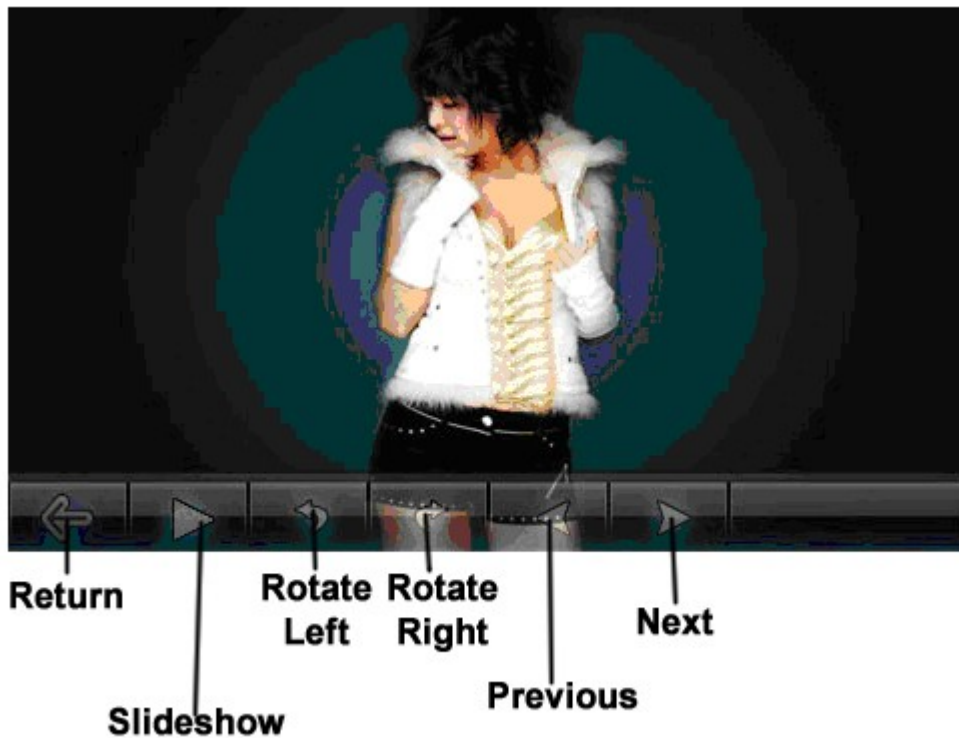 Return
Slideshow
Rotate
Left
Rotate
Right
Previous
Next